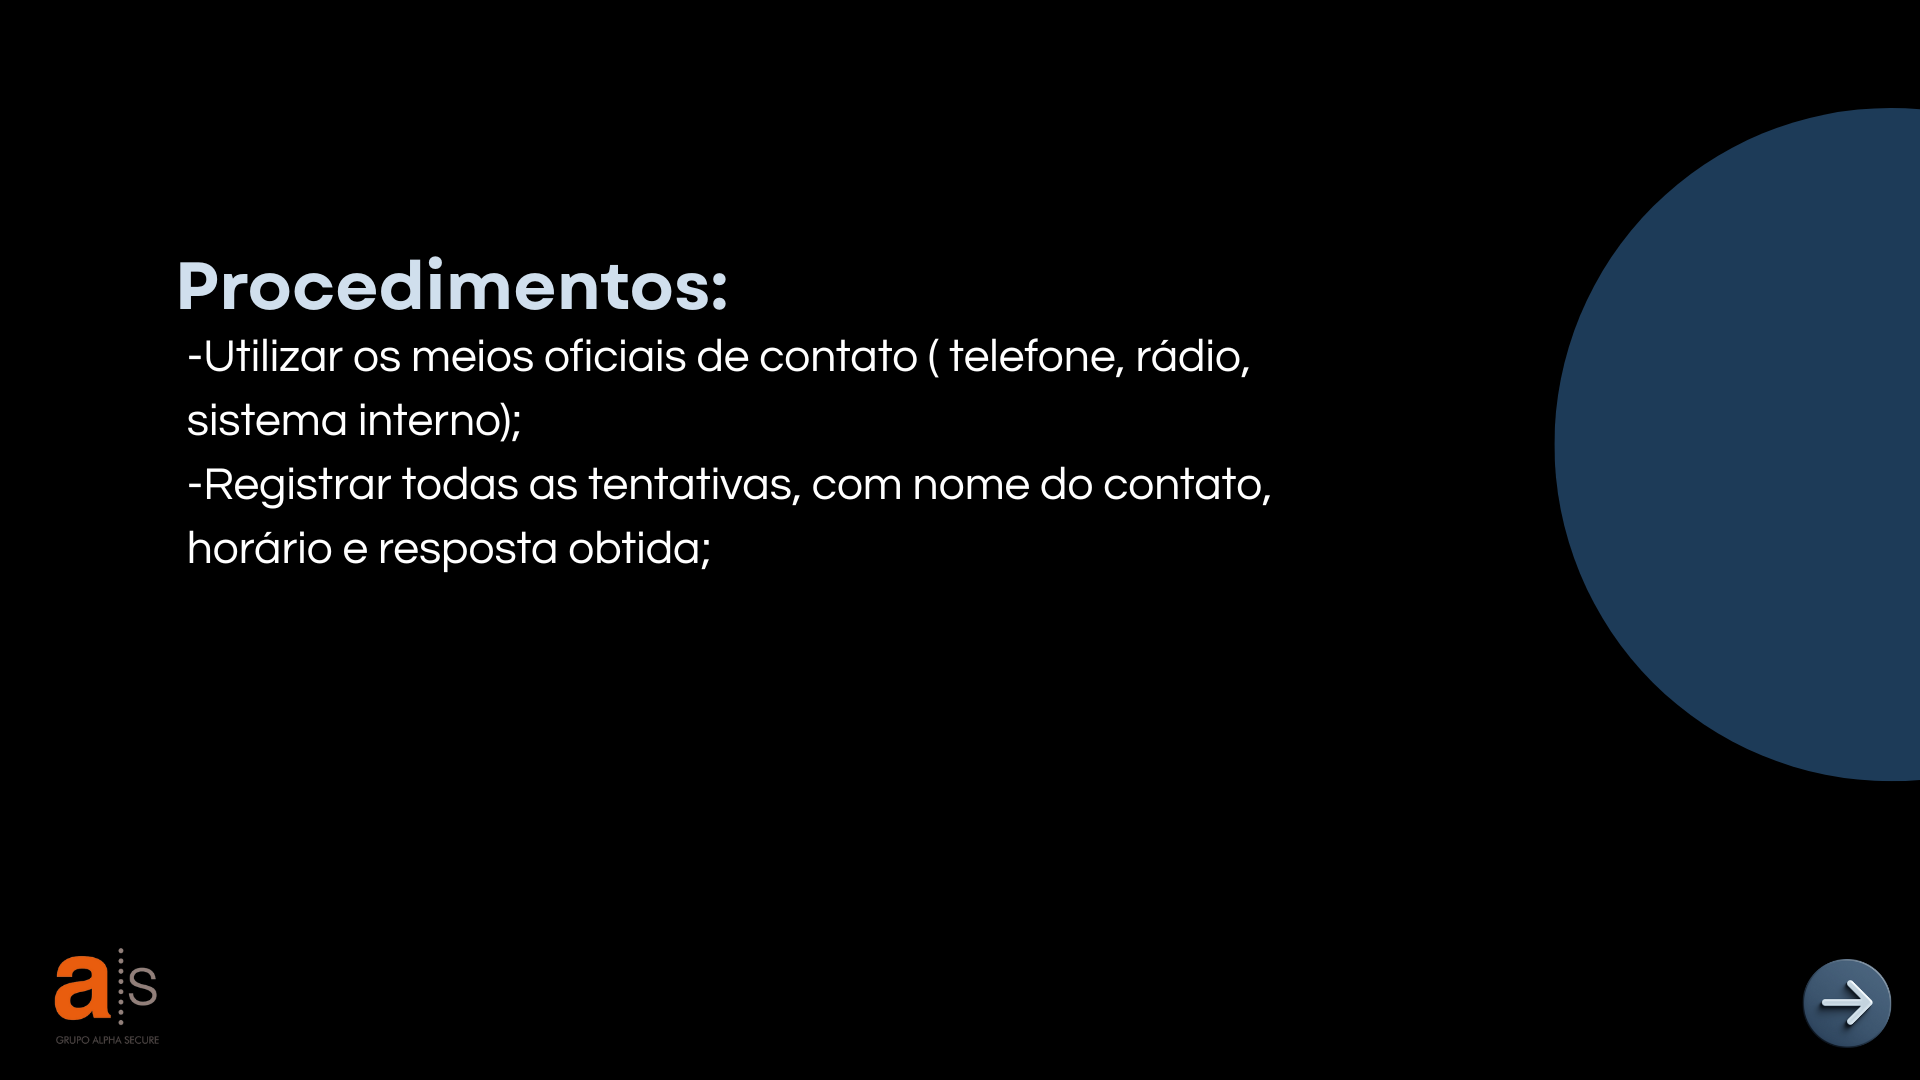 Procedimentos:
-Utilizar os meios oficiais de contato ( telefone, rádio,
sistema interno);
-Registrar todas as tentativas, com nome do contato,
horário e resposta obtida;
a s
GRUPO ALPHA SECURE